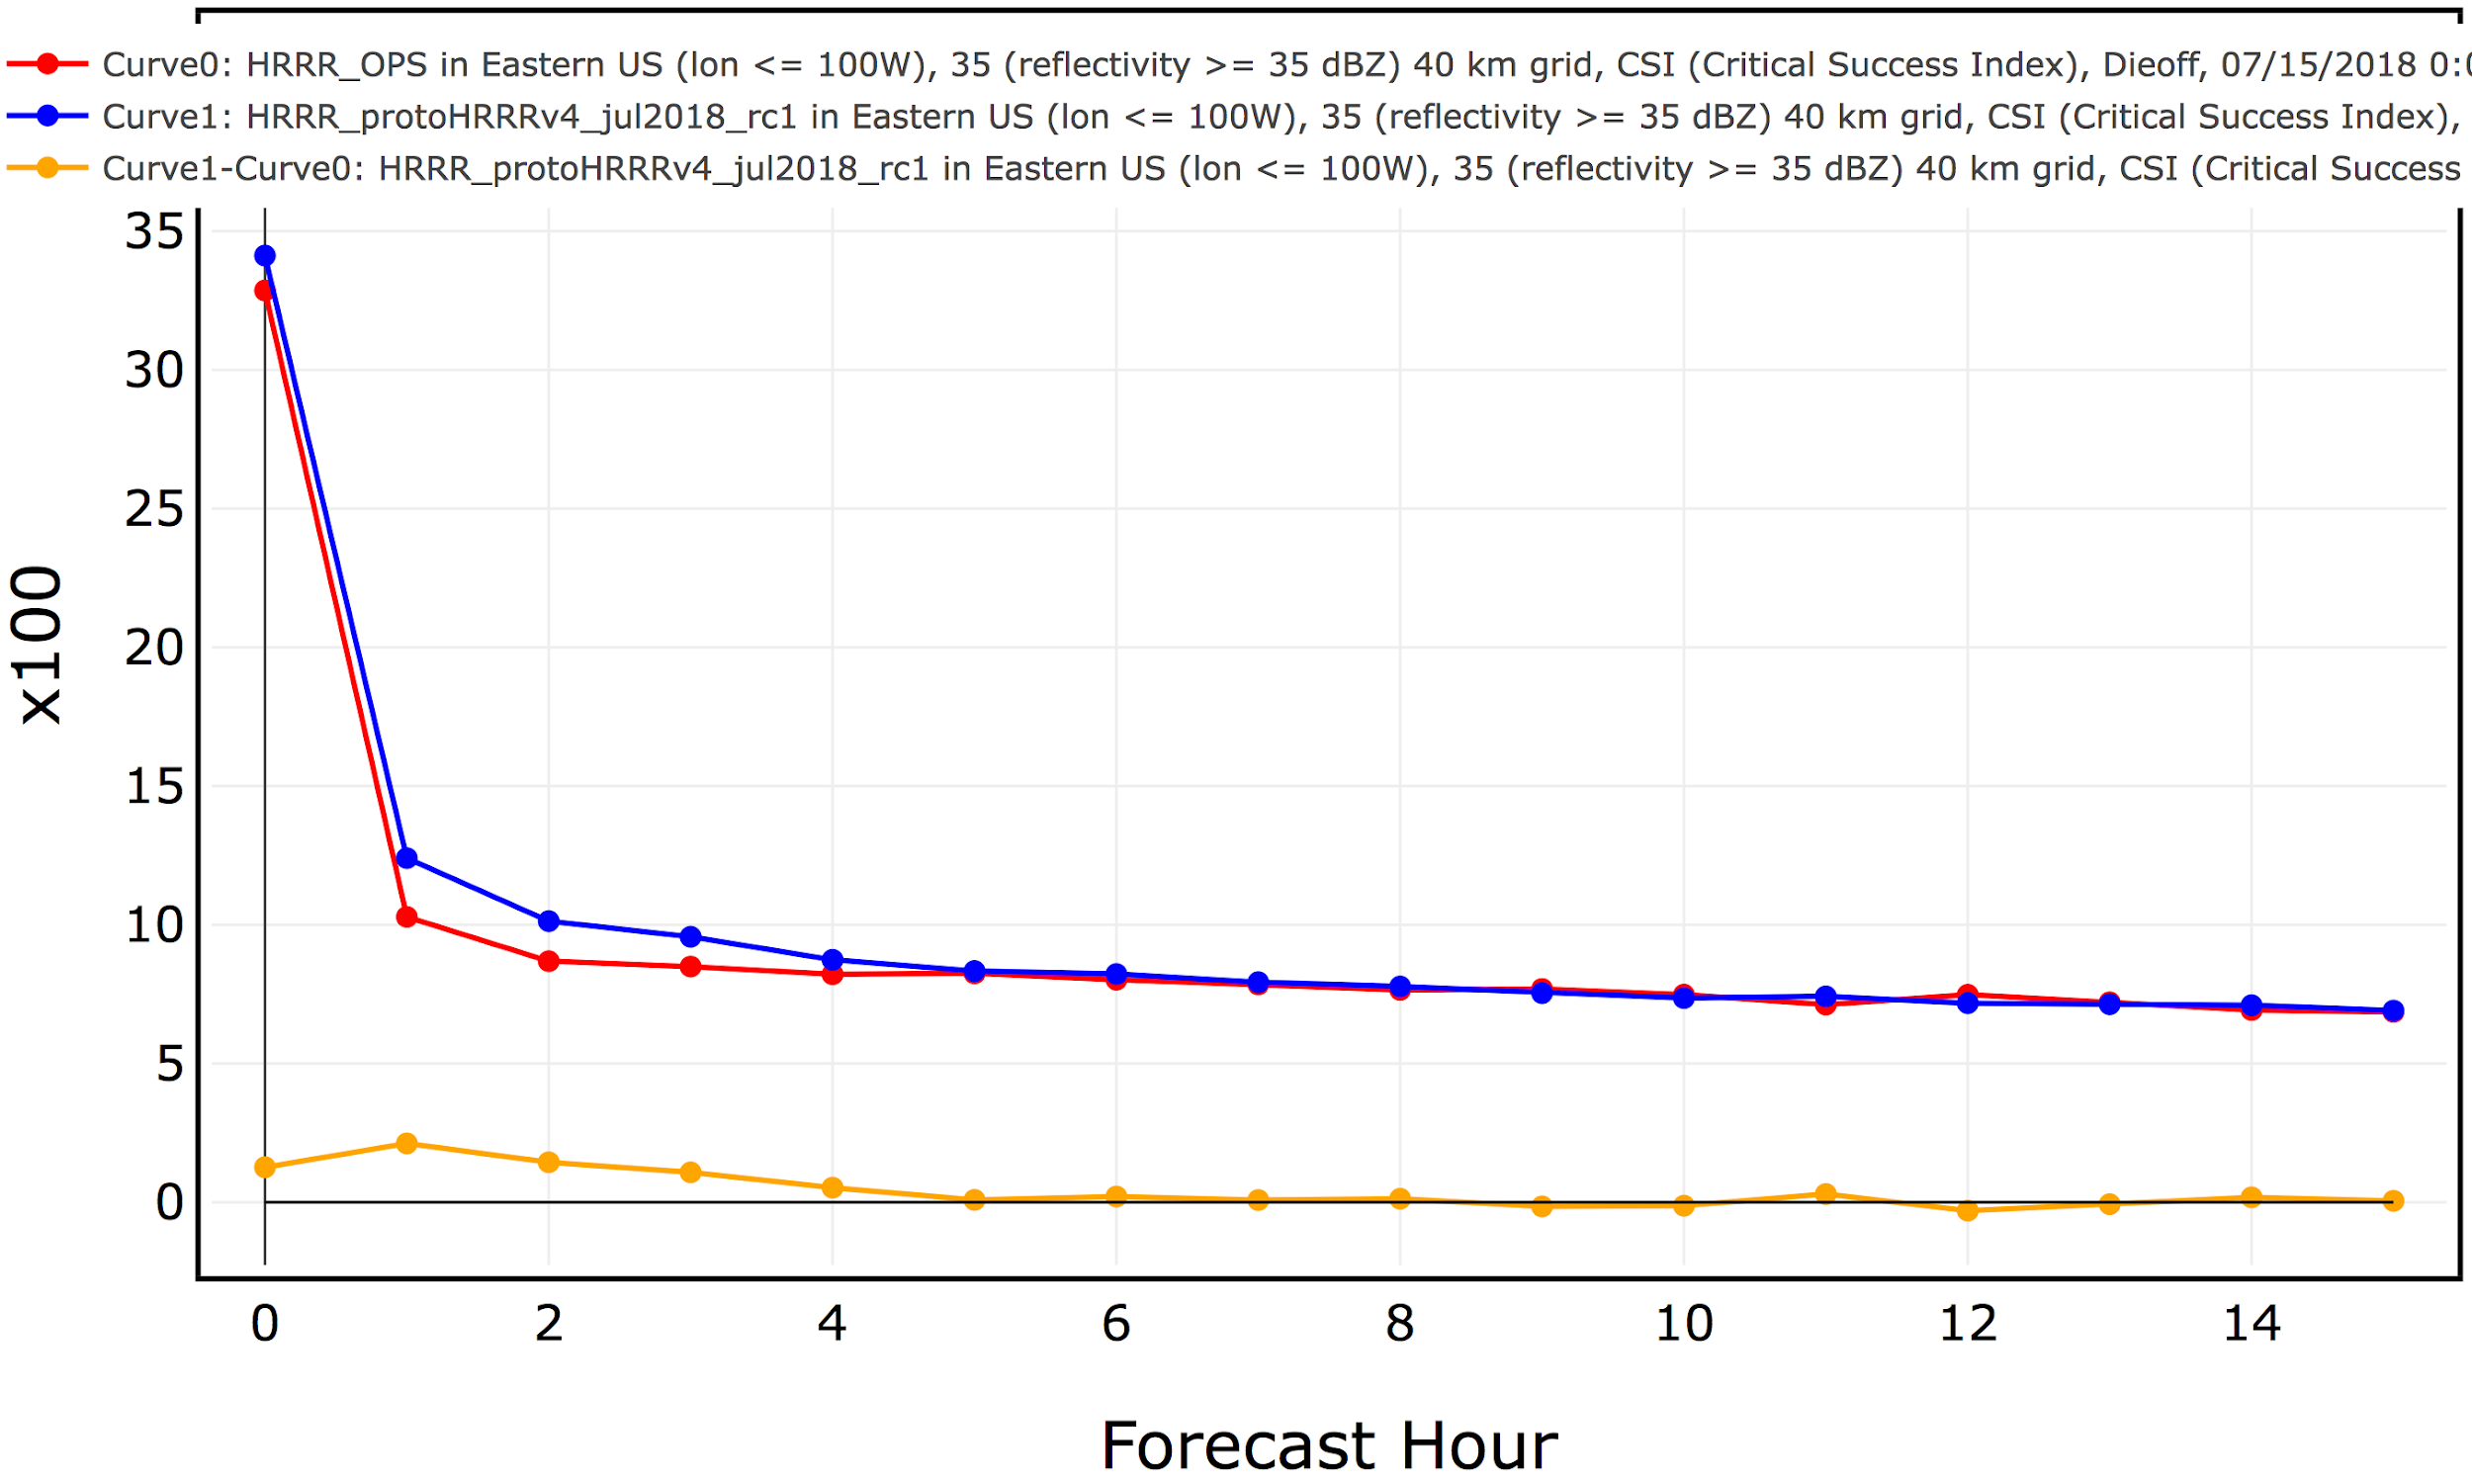 Curve0: HRRR_OPS in Eastern US (lon <= 100W), 35 (reflectivity >= 35 dBZ) 40 km grid, CSI (Critical Success Index), Dieoff, 07/15/2018
Curve1: HRRR_protoHRRRv4_jul2018_rc1 in Eastern US (lon <= 100W), 35 (reflectivity >= 35 dBZ) 40 km grid, CSI (Critical Success Index),
Curve1-Curve0: HRRR_protoHRRRv4_jul2018_rc1 in Eastern US (lon <= 100W), 35 (reflectivity >= 35 dBZ) 40 km grid, CSI (Critical Success
35
30
25
20
15
10
5
0
x100
0 2 4 6 8 10 12 14
Forecast Hour